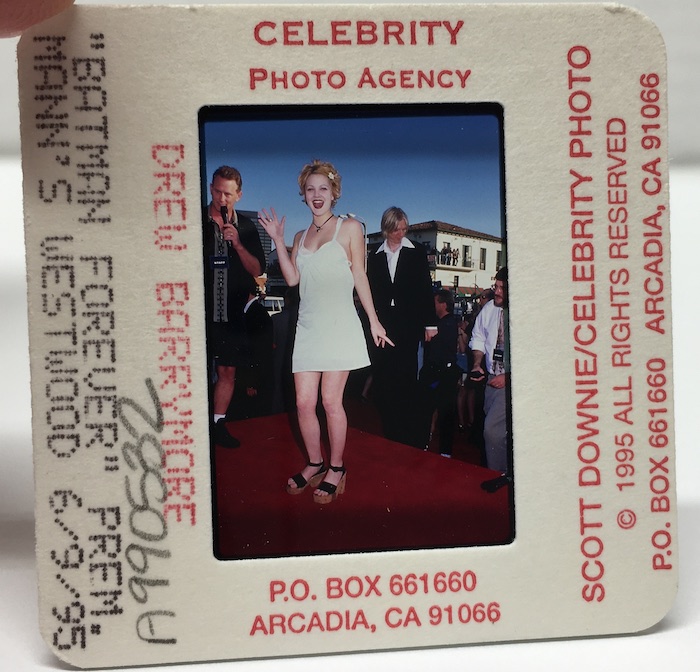 CELEBRITY
PHOTO AGENCY
"BATMAN FOREVER" PREM.
MANN'S WESTWOOD 6/9/95
DREW BARRYMORE
A990532
P.O. BOX 661660
ARCADIA, CA 91066
SCOTT DOWNIE/CELEBRITY PHOTO
© 1995 ALL RIGHTS RESERVED
P.O. BOX 661660 ARCADIA, CA 91066